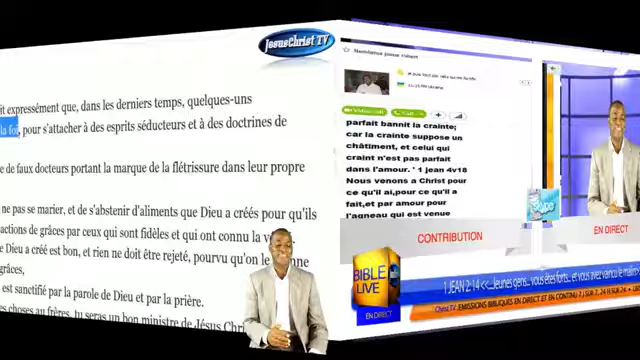 JesusChrist TV
it expressément que, dans les derniers temps, quelques-uns
la foi, pour s'attacher à des esprits séducteurs et à des doctrines de
e de faux docteurs portant la marque de la flétrissure dans leur propre
ne pas se marier, et de s'abstenir d'aliments que Dieu a créés pour qu'ils
actions de grâces par ceux qui sont fidèles et qui ont connu la
e Dieu a créé est bon, et rien ne doit être rejeté, pourvu qu'on le
grâces,
est sanctifié par la parole de Dieu et par la prière.
es choses au frères, tu seras un bon ministre de Jésus
parfait bannit la crainte;
car la crainte suppose un
châtiment, et celui qui
craint n'est pas parfait
dans l'amour. ' 1 jean 4v18
Nous venons a Christ pour
ce qu'il ai,pour ce qu'il a
fait,et par amour pour
l'agneau qui est venue
CONTRIBUTION
skype
EN DIRECT
BIBLE
LIVE
EN DIRECT
1 JEAN 2:14 <<...Jeunes gens... vous êtes forts... et vous avez vaincu le malin>>
Christ TV EMISSIONS BIBLIQUES EN DIRECT ET EN CONTINU 7 J SUR 7, 24 H SUR 24